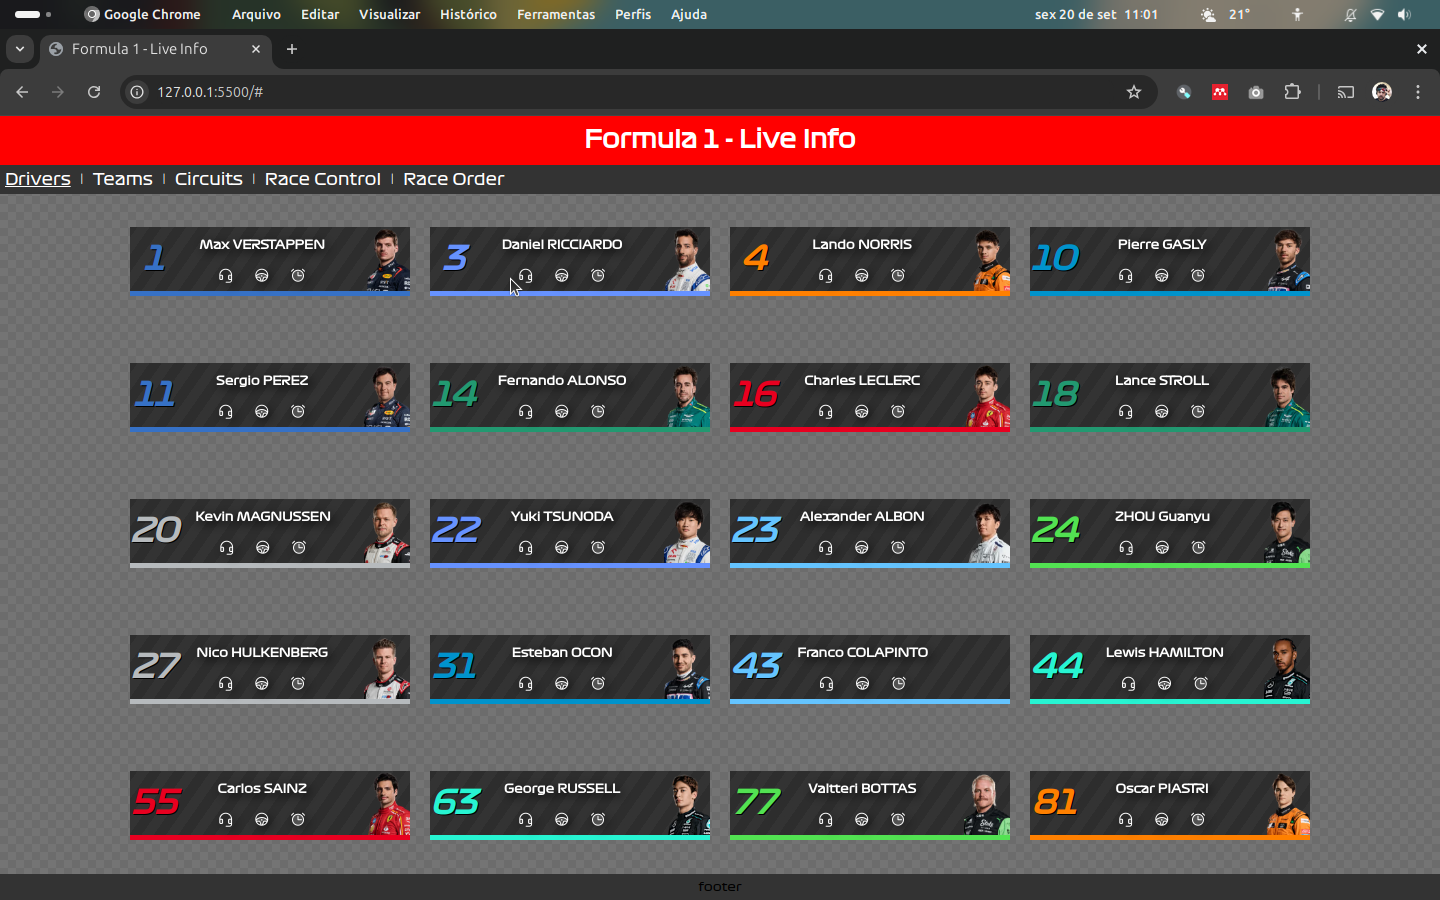 Google Chrome Arquivo Editar Visualizar Histórico Ferramentas Perfis Ajuda sex 20 de set 11:01 21°
Formula 1 - Live Info
127.0.0.1:5500/#
Formula 1 - Live Info
Drivers | Teams | Circuits | Race Control | Race Order
1 Max VERSTAPPEN
3 Daniel RICCIARDO
4 Lando NORRIS
10 Pierre GASLY
11 Sergio PEREZ
14 Fernando ALONSO
16 Charles LECLERC
18 Lance STROLL
20 Kevin MAGNUSSEN
22 Yuki TSUNODA
23 Alexander ALBON
24 ZHOU Guanyu
27 Nico HULKENBERG
31 Esteban OCON
43 Franco COLAPINTO
44 Lewis HAMILTON
55 Carlos SAINZ
63 George RUSSELL
77 Valtteri BOTTAS
81 Oscar PIASTRI
footer